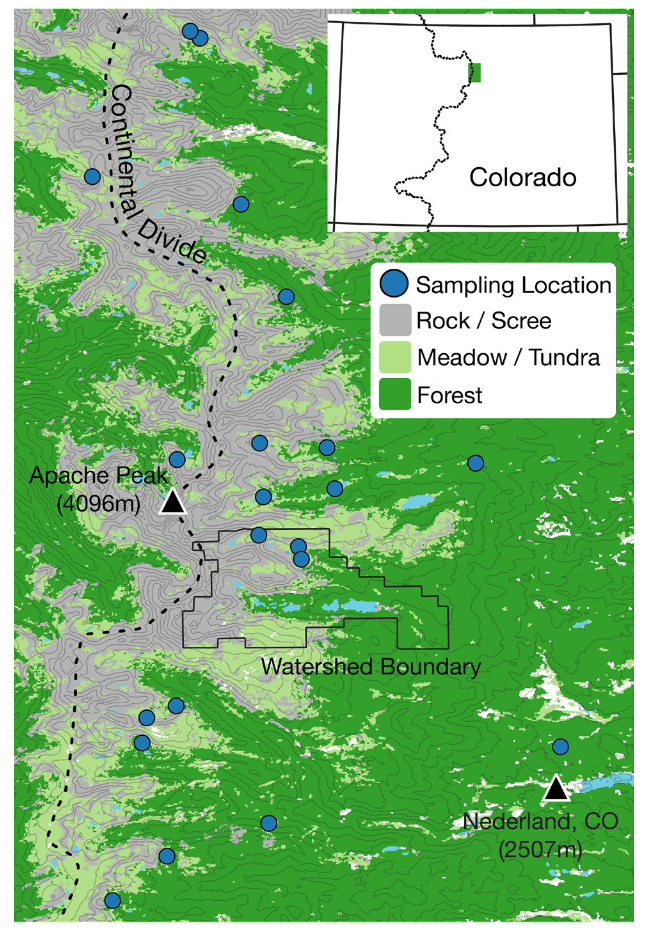 Continental Divide
Colorado
Sampling Location
Rock / Scree
Meadow / Tundra
Forest
Apache Peak
(4096m)
Watershed Boundary
Nederland, CO
(2507m)